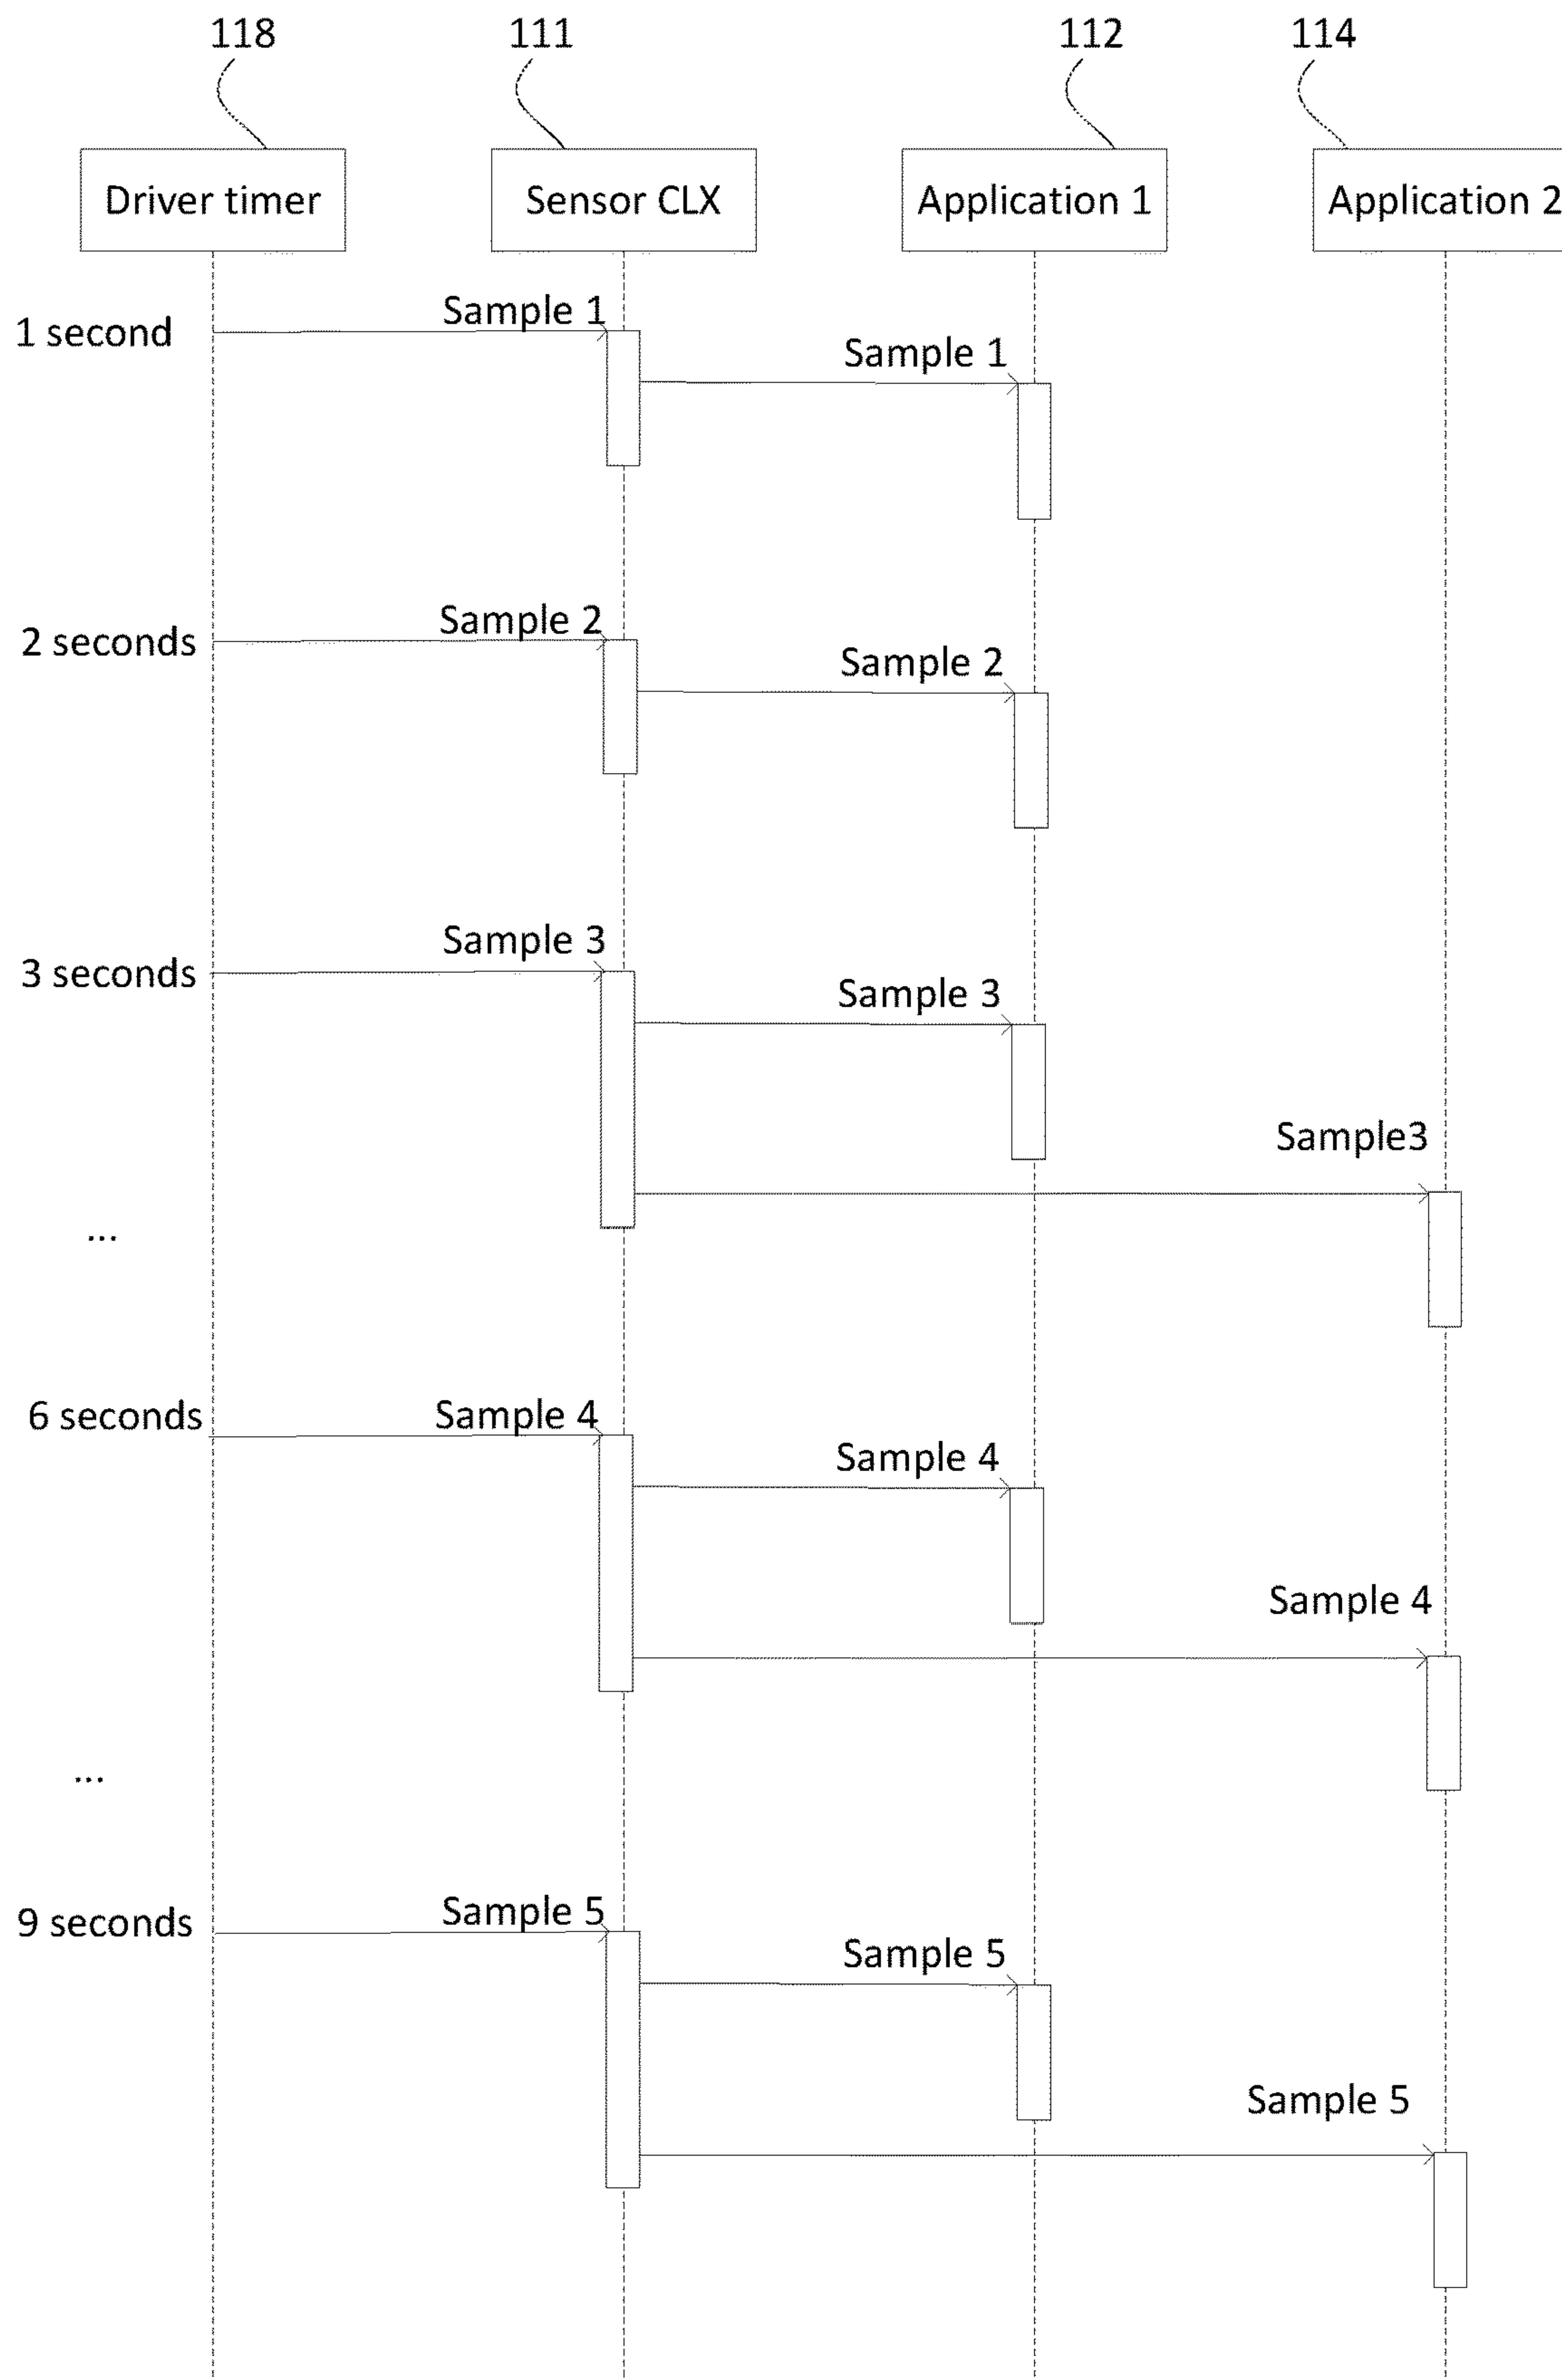 118 111 112 114
Driver timer Sensor CLX Application 1 Application 2
Sample 1
1 second
Sample 1
Sample 2
2 seconds
Sample 2
Sample 3
3 seconds
Sample 3
Sample3
...
6 seconds Sample 4
Sample 4
Sample 4
...
Sample 5
9 seconds
Sample 5
Sample 5